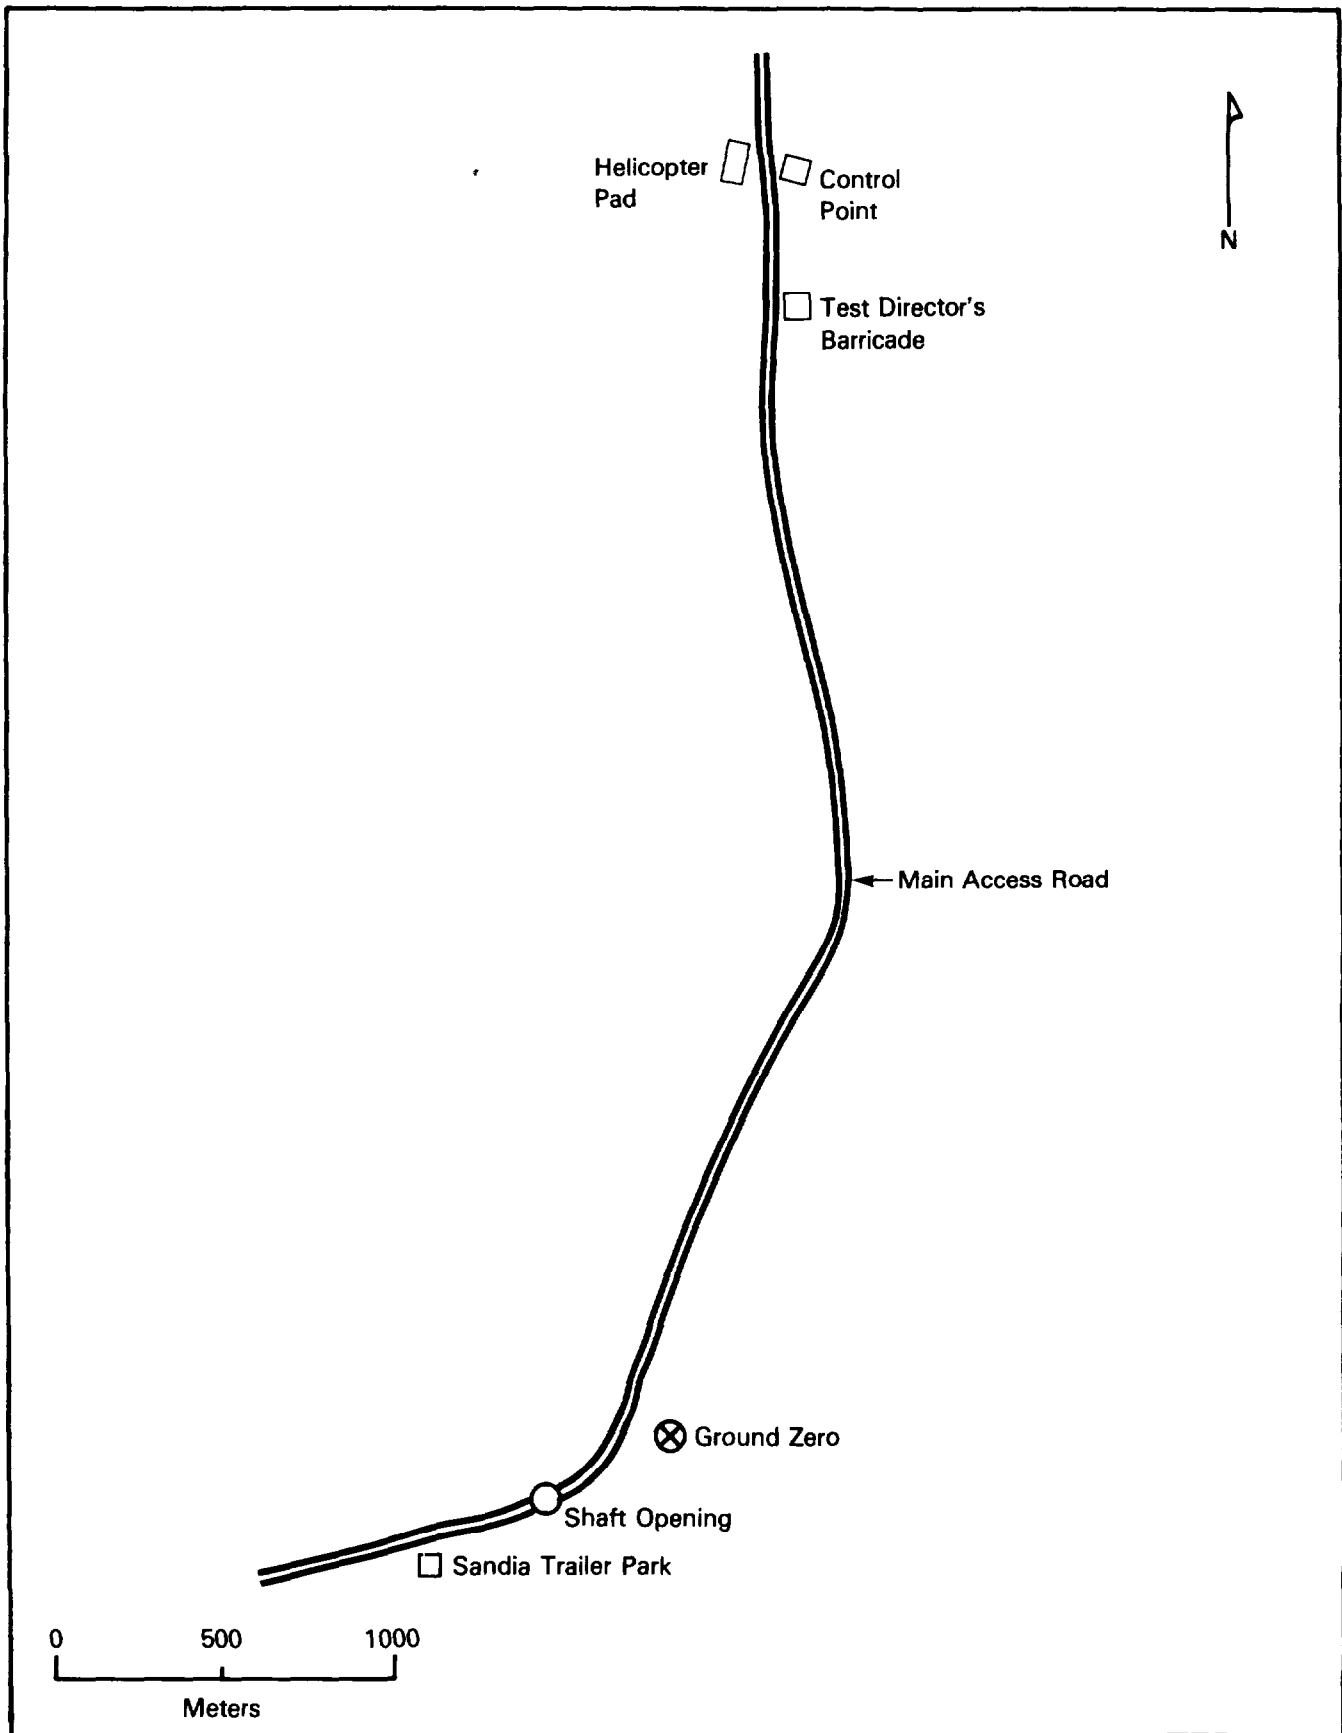 Helicopter
Pad
Control
Point
N
Test Director's
Barricade
Main Access Road
Ground Zero
Shaft Opening
Sandia Trailer Park
0 500 1000
Meters